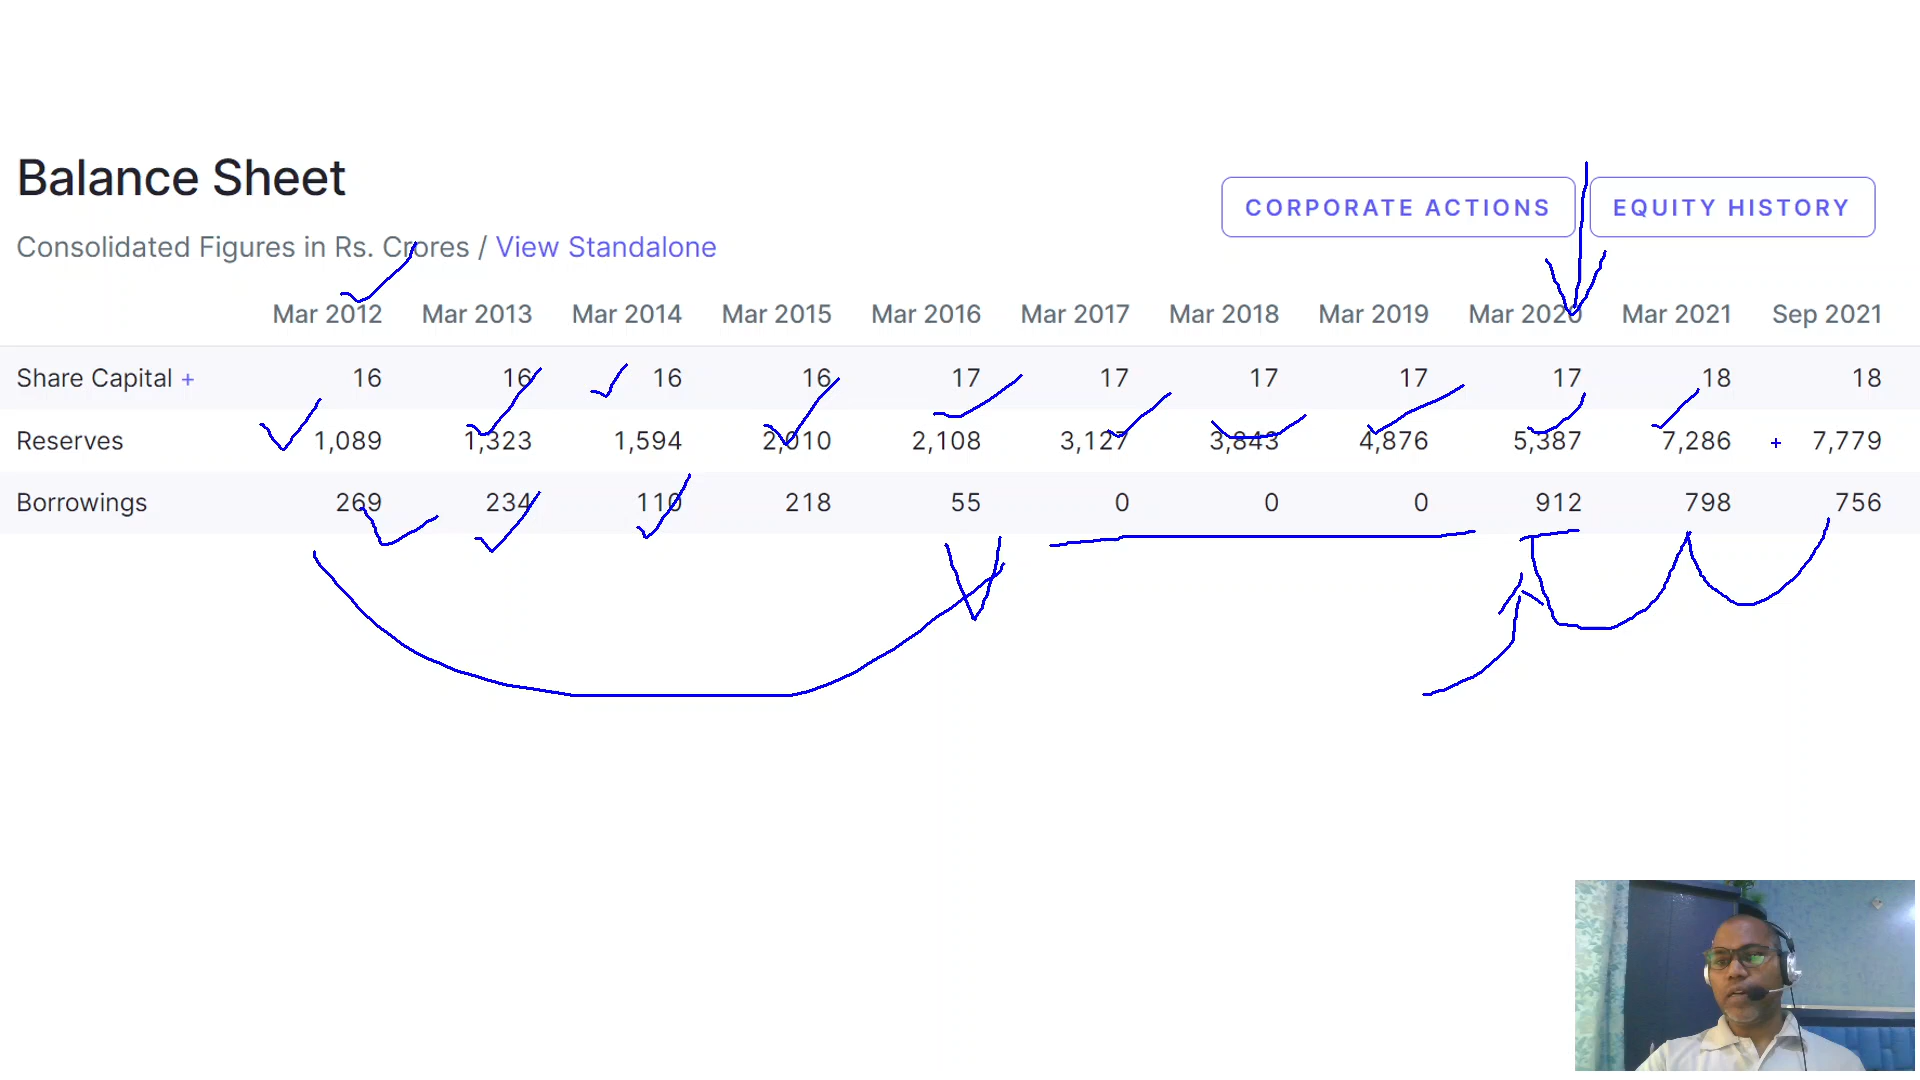 Balance Sheet
CORPORATE ACTIONS EQUITY HISTORY
Consolidated Figures in Rs. Crores / View Standalone
Mar 2012 Mar 2013 Mar 2014 Mar 2015 Mar 2016 Mar 2017 Mar 2018 Mar 2019 Mar 2020 Mar 2021 Sep 2021
Share Capital + 16 16 16 16 17 17 17 17 17 18 18
Reserves 1,089 1,323 1,594 2,010 2,108 3,127 3,843 4,876 5,387 7,286 + 7,779
Borrowings 269 234 110 218 55 0 0 0 912 798 756